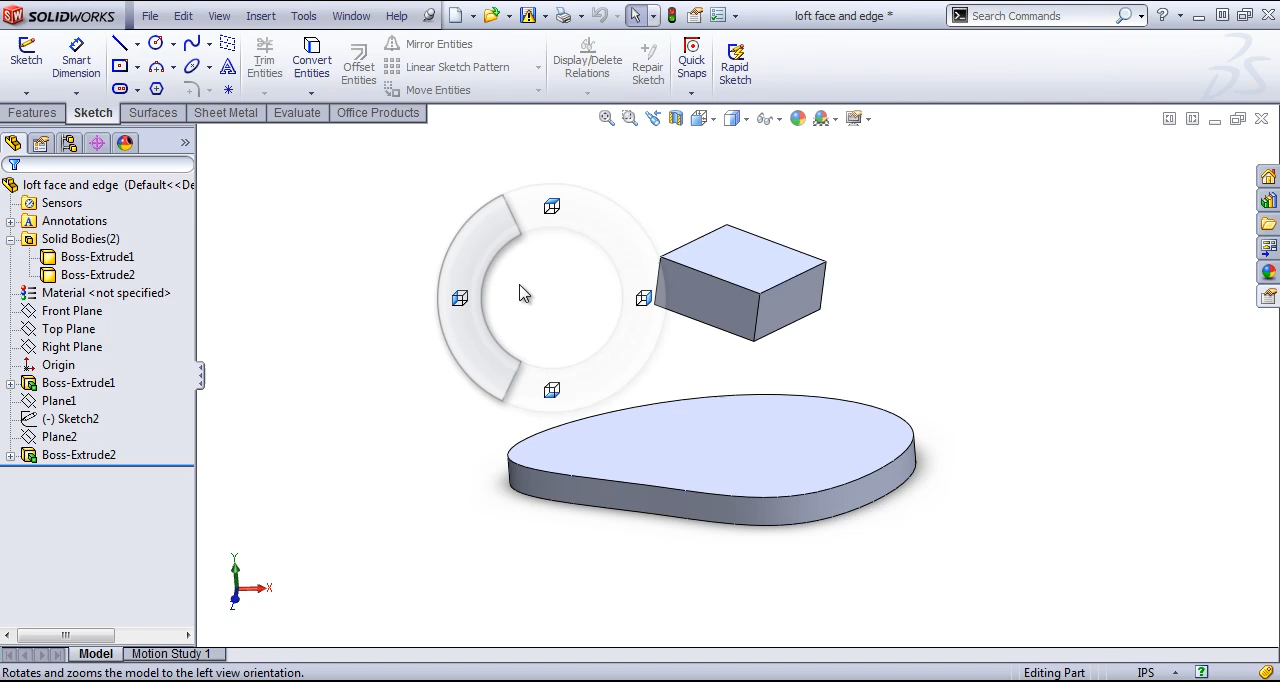 SOLIDWORKS File Edit View Insert Tools Window Help loft face and edge * Search Commands
Sketch Smart Dimension Trim Entities Convert Entities Offset Entities Mirror Entities Linear Sketch Pattern Move Entities Display/Delete Relations Repair Sketch Quick Snaps Rapid Sketch
Features Sketch Surfaces Sheet Metal Evaluate Office Products
loft face and edge (Default<<De
Sensors
Annotations
Solid Bodies(2)
Boss-Extrude1
Boss-Extrude2
Material <not specified>
Front Plane
Top Plane
Right Plane
Origin
Boss-Extrude1
Plane1
(-) Sketch2
Plane2
Boss-Extrude2
Y
X
Z
Model Motion Study 1
Rotates and zooms the model to the left view orientation. Editing Part IPS